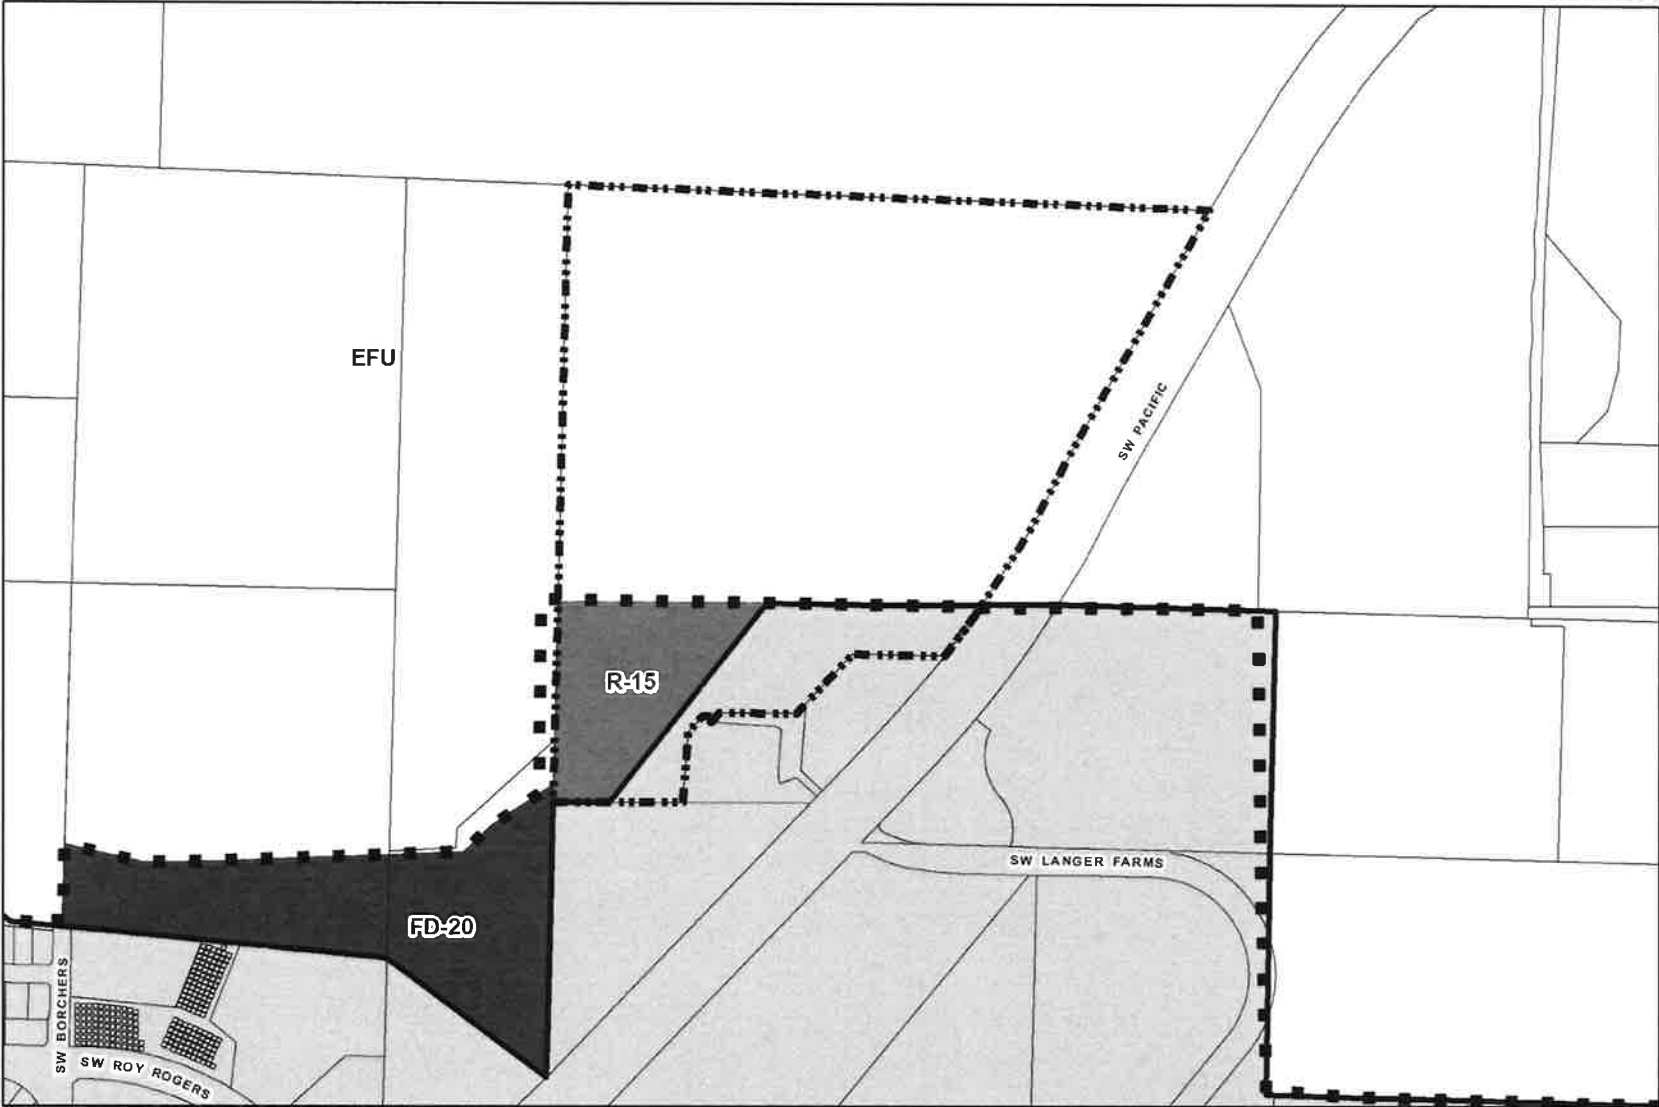 EFU
SW PACIFIC
R-15
SW LANGER FARMS
FD-20
SW BORCHERS
SW ROY ROGERS